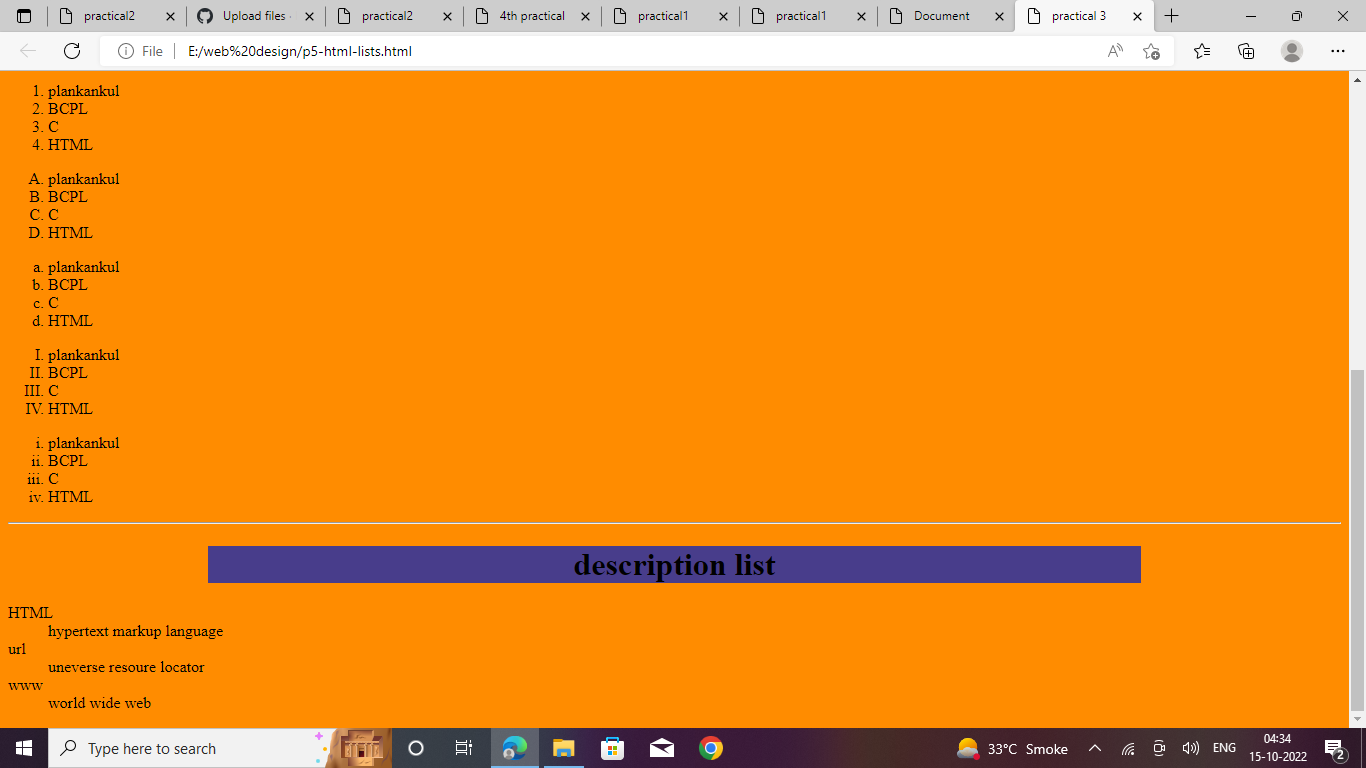 practical2
Upload files
practical2
4th practical
practical1
practical1
Document
practical 3
File
E:/web%20design/p5-html-lists.html
1. plankankul
2. BCPL
3. C
4. HTML
A. plankankul
B. BCPL
C. C
D. HTML
a. plankankul
b. BCPL
c. C
d. HTML
I. plankankul
II. BCPL
III. C
IV. HTML
i. plankankul
ii. BCPL
iii. C
iv. HTML
description list
HTML
hypertext markup language
url
uneverse resoure locator
www
world wide web
Type here to search
33°C Smoke
ENG
04:34
15-10-2022
2